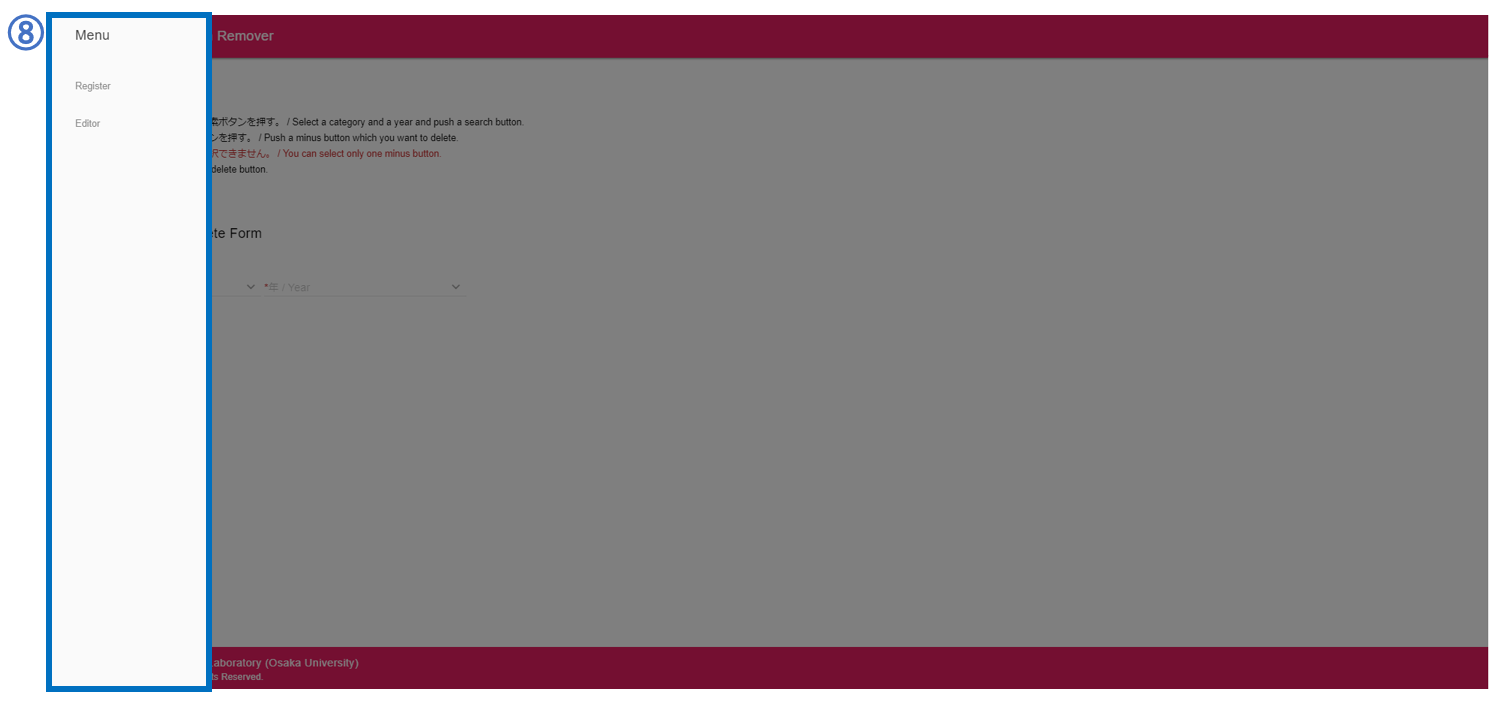 ⑧
Menu
Remover
Register
Editor
索ボタンを押す。 / Select a category and a year and push a search button.
ンを押す。 / Push a minus button which you want to delete.
択できません。 / You can select only one minus button.
delete button.
ete Form
*年 / Year
aboratory (Osaka University)
ts Reserved.